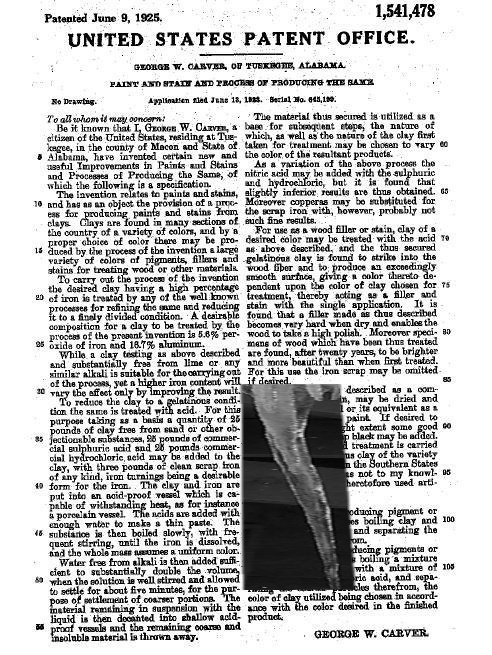 Patented June 9, 1925.
1,541,478
UNITED STATES PATENT OFFICE.
GEORGE W. CARVER, OF TUSKEGEE, ALABAMA.
PAINT AND STAIN AND PROCESS OF PRODUCING THE SAME.
No Drawing.
Application filed June 13, 1923. Serial No. 645,199.
To all whom it may concern:
Be it known that I, GEORGE W. CARVER, a
citizen of the United States, residing at Tus-
kegee, in the county of Macon and State of
5 Alabama, have invented certain new and
useful Improvements in Paints and Stains
and Processes of Producing the Same, of
which the following is a specification.
The invention relates to paints and stains,
10 and has as an object the provision of a proc-
ess for producing paints and stains from
clays. Clays are found in many sections of
the country of a variety of colors, and by a
proper choice of color there may be pro-
15 duced by the process of the invention a large
variety of colors of pigments, fillers and
stains for treating wood or other materials.
To carry out the process of the invention
the desired clay having a high percentage
20 of iron is treated by any of the well known
processes for refining the same and reducing
it to a finely divided condition. A desirable
composition for a clay to be treated by the
process of the present invention is 5.6% per-
25 oxide of iron and 18.7% aluminum.
While a clay testing as above described
and substantially free from lime or any
similar alkali is suitable for the carrying out
of the process, yet a higher iron content will
30 vary the effect only by improving the result.
To reduce the clay to a gelatinous condi-
tion the same is treated with acid. For this
purpose taking as a basis a quantity of 25
pounds of clay free from sand or other ob-
35 jectionable substances, 25 pounds of commer-
cial sulphuric acid and 25 pounds commer-
cial hydrochloric acid may be added to the
clay, with three pounds of clean scrap iron
of any kind, iron turnings being a desirable
40 form for the iron. The clay and iron are
put into an acid-proof vessel which is ca-
pable of withstanding heat, as for instance
a porcelain vessel. The acids are added with
enough water to make a thin paste. The
45 substance is then boiled slowly, with fre-
quent stirring, until the iron is dissolved,
and the whole mass assumes a uniform color.
Water free from alkali is then added suffi-
cient to substantially double the volume,
50 when the solution is well stirred and allowed
to settle for about five minutes, for the pur-
pose of settlement of coarser portions. The
material remaining in suspension with the
liquid is then decanted into shallow acid-
55 proof vessels and the remaining coarse and
insoluble material is thrown away.
The material thus secured is utilized as a
base for subsequent steps, the nature of
which, as well as the nature of the clay first
taken for treatment may be chosen to vary 60
the color of the resultant products.
As a variation of the above process the
nitric acid may be added with the sulphuric
and hydrochloric, but it is found that
slightly inferior results are thus obtained. 65
Moreover copperas may be substituted for
the scrap iron with, however, probably not
such fine results.
For use as a wood filler or stain, clay of a
desired color may be treated with the acid 70
as above described, and the thus secured
gelatinous clay is found to strike into the
wood fiber and to produce an exceedingly
smooth surface, giving a color thereto de-
pendent upon the color of clay chosen for 75
treatment, thereby acting as a filler and
stain with the single application. It is
found that a filler made as thus described
becomes very hard when dry and enables the
wood to take a high polish. Moreover speci- 80
mens of wood which have been thus treated
are found, after twenty years, to be brighter
and more beautiful than when first treated.
For this use the iron scrap may be omitted
if desired. 85
described as a com-
in, may be dried and
or its equivalent as a
paint. If desired to
ht extent some good 90
p black may be added.
treatment is carried
us clay of the variety
n the Southern States
as not to my knowl- 95
heretofore used arti-
oducing pigment or
es boiling clay and 100
and separating the
om.
ducing pigments or
s boiling a mixture
with a mixture of 105
ric acid, and sepa-
cles therefrom, the
color of clay utilized being chosen in accord-
ance with the color desired in the finished
product.
GEORGE W. CARVER.